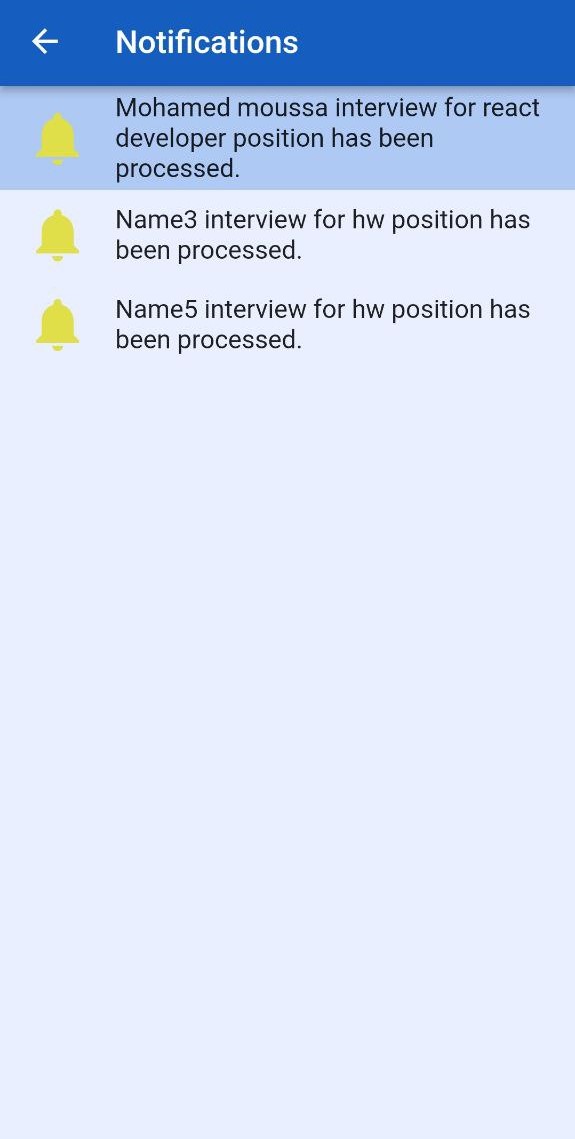 Notifications
Mohamed moussa interview for react
developer position has been
processed.
Name3 interview for hw position has
been processed.
Name5 interview for hw position has
been processed.